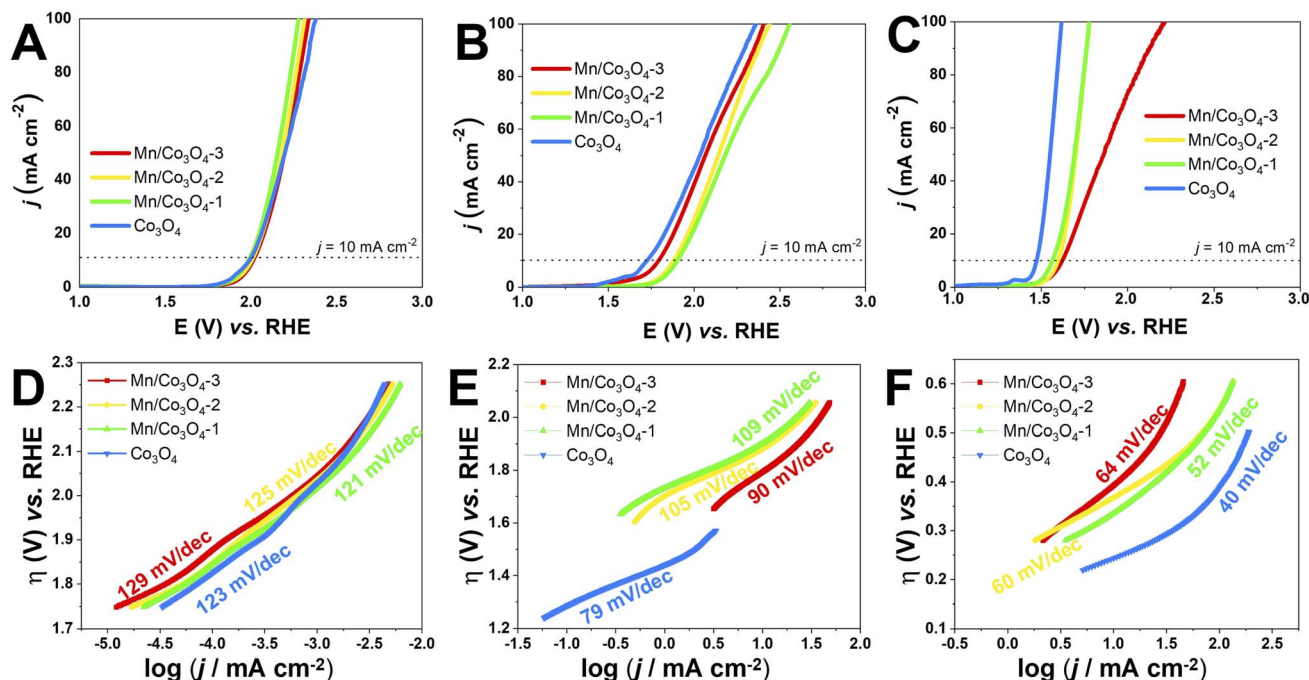 A
j (mA cm-2)
100
80
60
40
20
0
Mn/Co3O4-3
Mn/Co3O4-2
Mn/Co3O4-1
Co3O4
j = 10 mA cm-2
1.0 1.5 2.0 2.5 3.0
E (V) vs. RHE
B
j (mA cm-2)
100
80
60
40
20
0
Mn/Co3O4-3
Mn/Co3O4-2
Mn/Co3O4-1
Co3O4
j = 10 mA cm-2
1.0 1.5 2.0 2.5 3.0
E (V) vs. RHE
C
j (mA cm-2)
100
80
60
40
20
0
Mn/Co3O4-3
Mn/Co3O4-2
Mn/Co3O4-1
Co3O4
j = 10 mA cm-2
1.0 1.5 2.0 2.5 3.0
E (V) vs. RHE
D
η (V) vs. RHE
2.3
2.2
2.1
2.0
1.9
1.8
1.7
Mn/Co3O4-3
Mn/Co3O4-2
Mn/Co3O4-1
Co3O4
125 mV/dec
121 mV/dec
129 mV/dec
123 mV/dec
-5.0 -4.5 -4.0 -3.5 -3.0 -2.5 -2.0
log (j / mA cm-2)
E
η (V) vs. RHE
2.2
2.0
1.8
1.6
1.4
1.2
Mn/Co3O4-3
Mn/Co3O4-2
Mn/Co3O4-1
Co3O4
109 mV/dec
105 mV/dec
90 mV/dec
79 mV/dec
-1.5 -1.0 -0.5 0.0 0.5 1.0 1.5 2.0
log (j / mA cm-2)
F
η (V) vs. RHE
0.6
0.5
0.4
0.3
0.2
0.1
Mn/Co3O4-3
Mn/Co3O4-2
Mn/Co3O4-1
Co3O4
64 mV/dec
52 mV/dec
40 mV/dec
60 mV/dec
-0.5 0.0 0.5 1.0 1.5 2.0 2.5
log (j / mA cm-2)